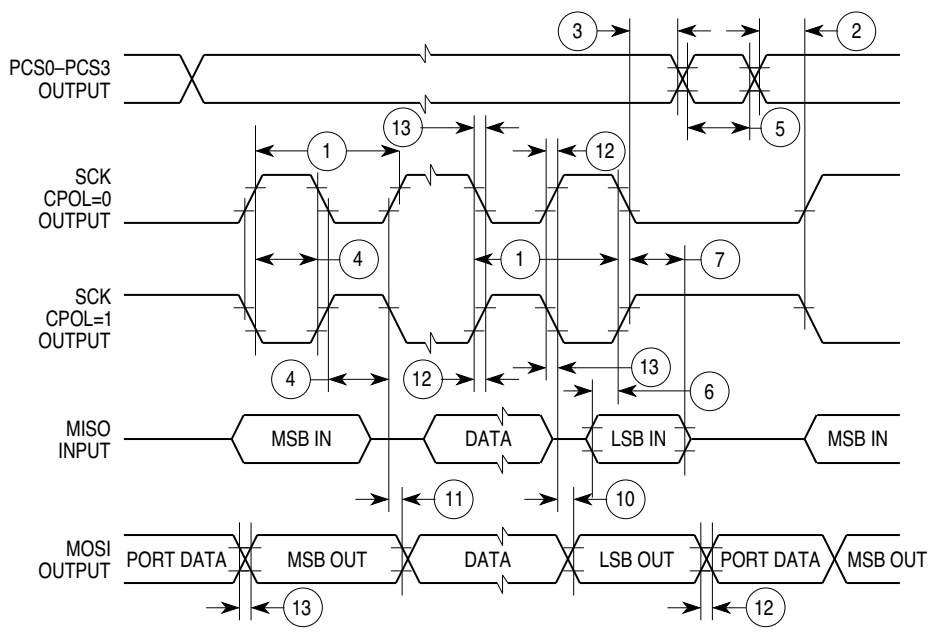 3
2
PCS0–PCS3
OUTPUT
5
13
1
12
SCK
CPOL=0
OUTPUT
4
1
7
SCK
CPOL=1
OUTPUT
4
12
13
6
MISO
INPUT
MSB IN
DATA
LSB IN
MSB IN
11
10
MOSI
OUTPUT
PORT DATA
MSB OUT
DATA
LSB OUT
PORT DATA
MSB OUT
13
12